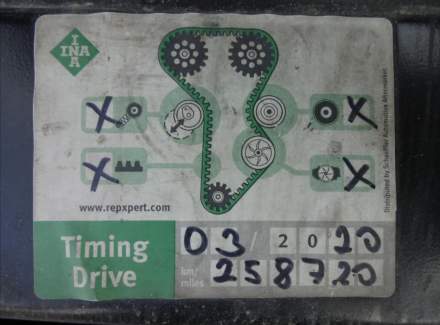 I
INA
A
X X
X X
www.repxpert.com
Distributed by Schaeffler Automotive Aftermarket
Timing Drive
03 / 2020
km/miles 258720